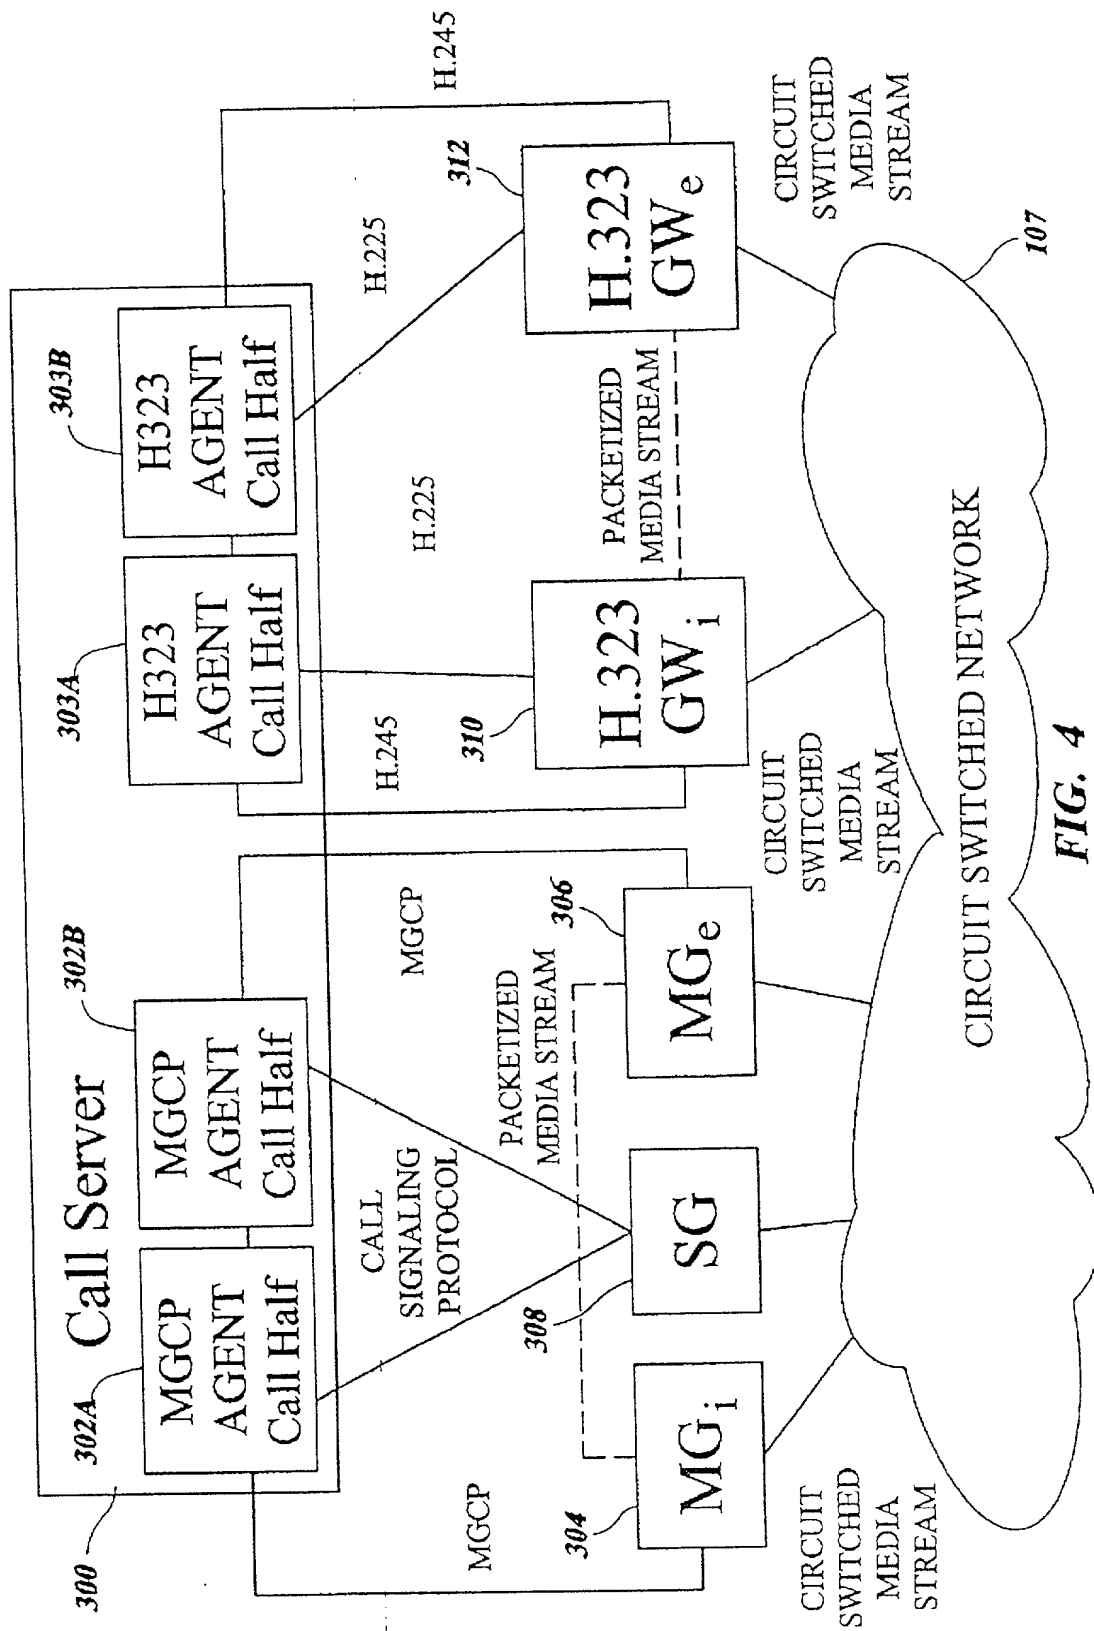 300
Call Server
302A
MGCP
AGENT
Call Half
302B
MGCP
AGENT
Call Half
303A
H323
AGENT
Call Half
303B
H323
AGENT
Call Half
MGCP
CALL
SIGNALING
PROTOCOL
MGCP
H.245
H.225
H.225
H.245
PACKETIZED
MEDIA STREAM
PACKETIZED
MEDIA STREAM
304
MGi
308
SG
306
MGe
310
H.323
GWi
312
H.323
GWe
CIRCUIT
SWITCHED
MEDIA
STREAM
CIRCUIT
SWITCHED
MEDIA
STREAM
CIRCUIT
SWITCHED
MEDIA
STREAM
107
CIRCUIT SWITCHED NETWORK
FIG. 4